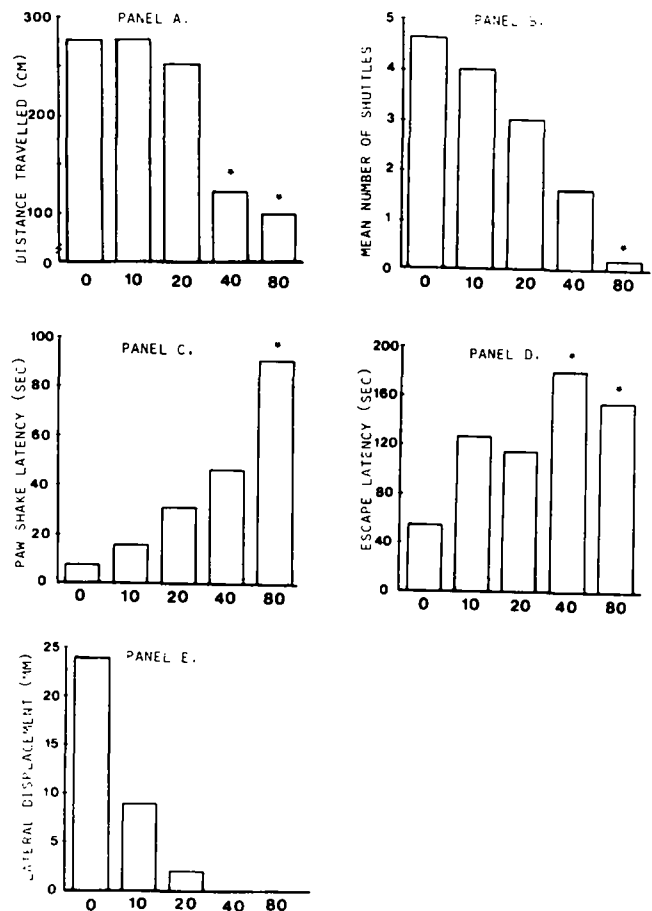 PANEL A.
DISTANCE TRAVELLED (CM)
300
200
100
0
0 10 20 40 80
* *
PANEL B.
MEAN NUMBER OF SHUTTLES
5
4
3
2
1
0
0 10 20 40 80
*
PANEL C.
PAW SHAKE LATENCY (SEC)
100
80
60
40
20
0
0 10 20 40 80
*
PANEL D.
ESCAPE LATENCY (SEC)
200
160
120
80
40
0
0 10 20 40 80
* *
PANEL E.
LATERAL DISPLACEMENT (MM)
25
20
15
10
5
0
0 10 20 40 80